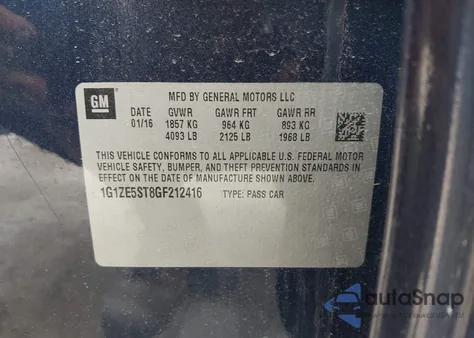 GM
MFD BY GENERAL MOTORS LLC
DATE GVWR GAWR FRT GAWR RR
01/16 1857 KG 964 KG 893 KG
4093 LB 2125 LB 1968 LB
THIS VEHICLE CONFORMS TO ALL APPLICABLE U.S. FEDERAL MOTOR
VEHICLE SAFETY, BUMPER, AND THEFT PREVENTION STANDARDS IN
EFFECT ON THE DATE OF MANUFACTURE SHOWN ABOVE.
1G1ZE5ST8GF212416 TYPE: PASS CAR
autoSnap